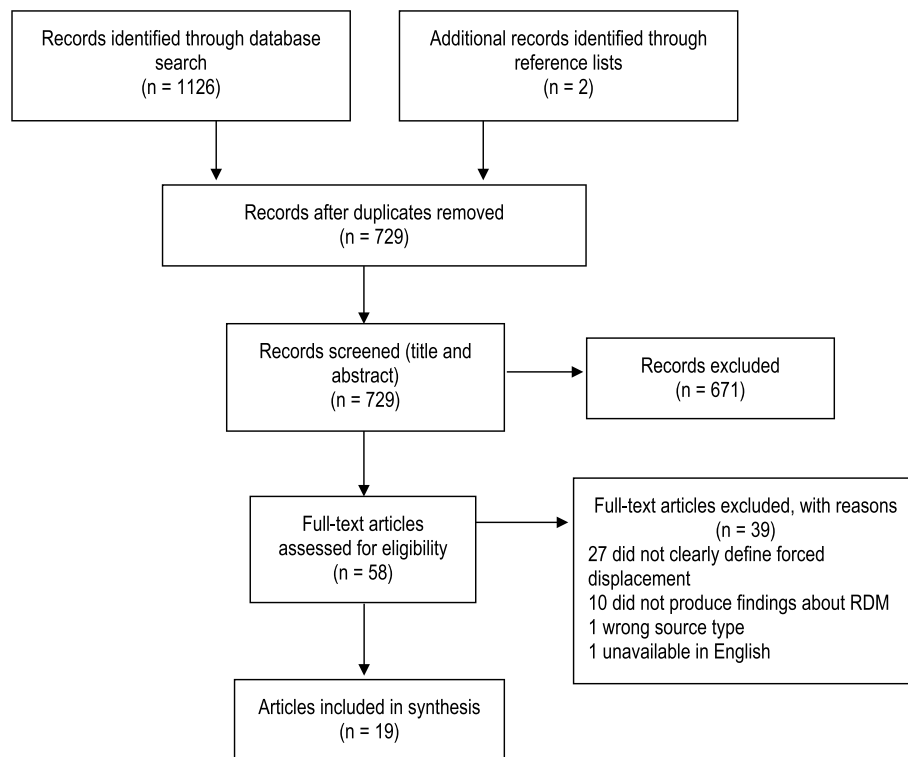 Records identified through database
search
(n = 1126)
Additional records identified through
reference lists
(n = 2)
Records after duplicates removed
(n = 729)
Records screened (title and
abstract)
(n = 729)
Records excluded
(n = 671)
Full-text articles
assessed for eligibility
(n = 58)
Full-text articles excluded, with reasons
(n = 39)
27 did not clearly define forced
displacement
10 did not produce findings about RDM
1 wrong source type
1 unavailable in English
Articles included in synthesis
(n = 19)